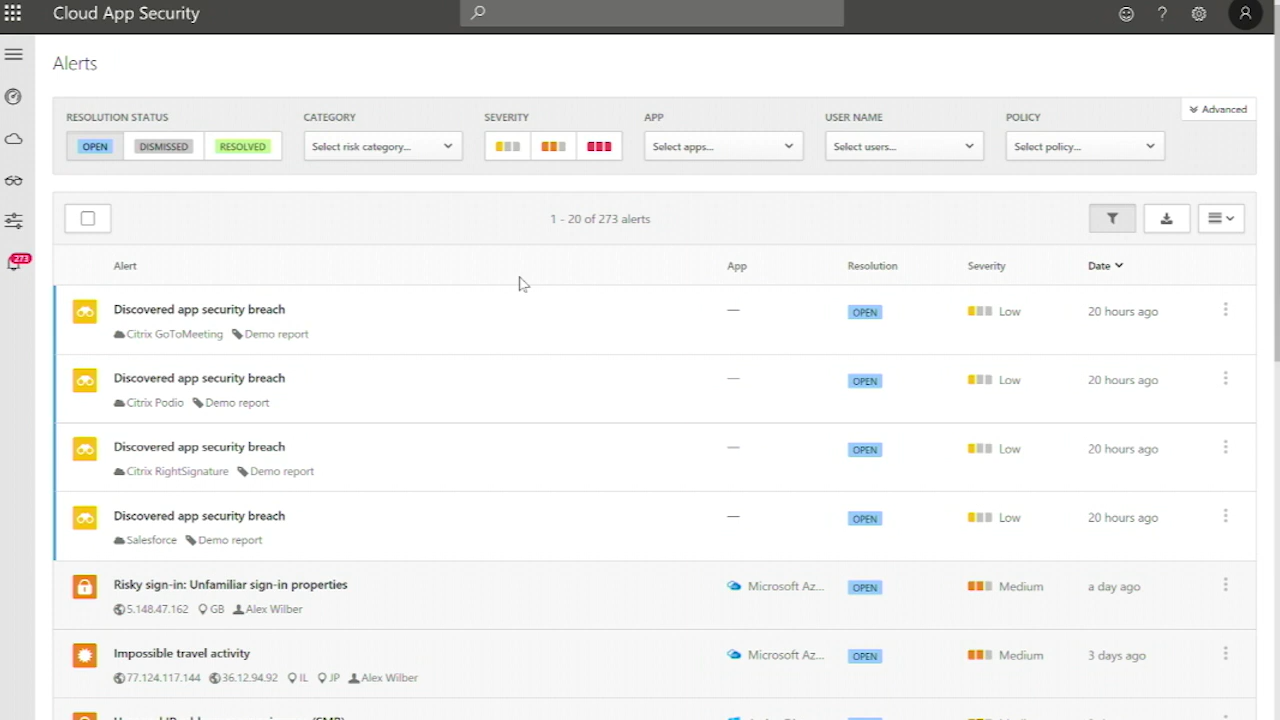 Cloud App Security
Alerts
Advanced
RESOLUTION STATUS CATEGORY SEVERITY APP USER NAME POLICY
OPEN DISMISSED RESOLVED Select risk category... Select apps... Select users... Select policy...
1 - 20 of 273 alerts
273
Alert App Resolution Severity Date
Discovered app security breach — OPEN Low 20 hours ago
Citrix GoToMeeting Demo report
Discovered app security breach — OPEN Low 20 hours ago
Citrix Podio Demo report
Discovered app security breach — OPEN Low 20 hours ago
Citrix RightSignature Demo report
Discovered app security breach — OPEN Low 20 hours ago
Salesforce Demo report
Risky sign-in: Unfamiliar sign-in properties Microsoft Az... OPEN Medium a day ago
5.148.47.162 GB Alex Wilber
Impossible travel activity Microsoft Az... OPEN Medium 3 days ago
77.124.117.144 36.12.94.92 IL JP Alex Wilber